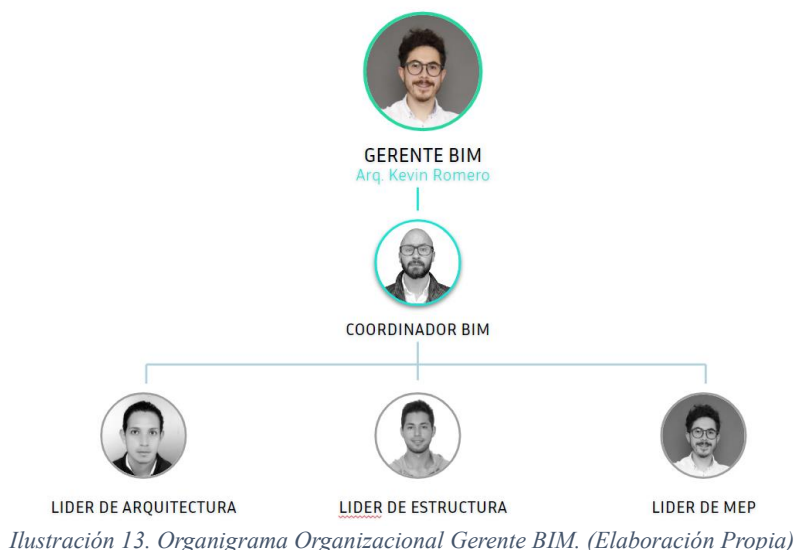 GERENTE BIM
Arq. Kevin Romero
COORDINADOR BIM
LIDER DE ARQUITECTURA
LIDER DE ESTRUCTURA
LIDER DE MEP
Ilustración 13. Organigrama Organizacional Gerente BIM. (Elaboración Propia)